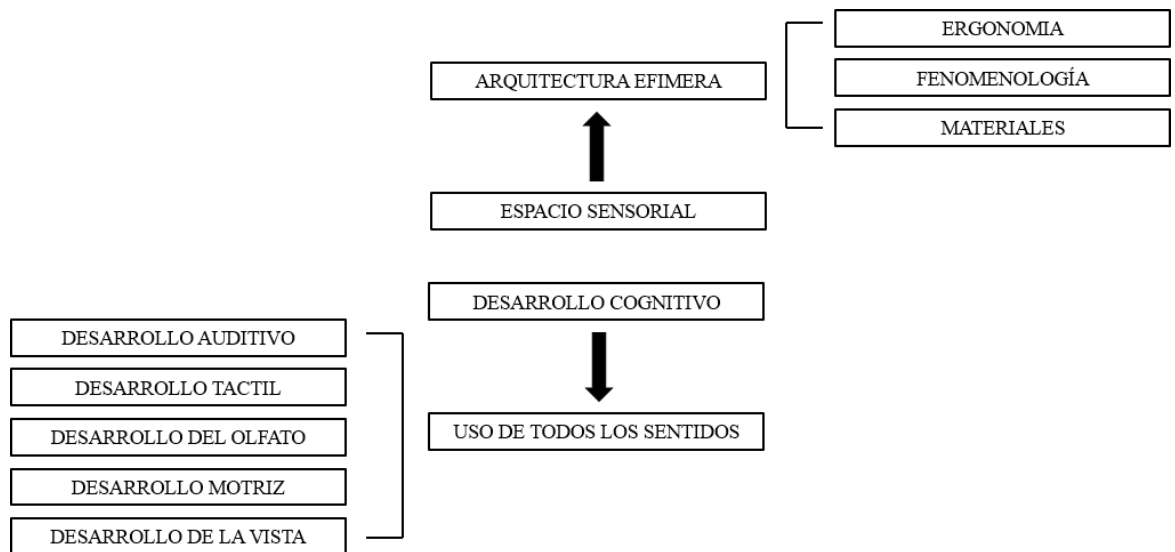 ERGONOMIA
ARQUITECTURA EFIMERA
FENOMENOLOGÍA
MATERIALES
ESPACIO SENSORIAL
DESARROLLO COGNITIVO
DESARROLLO AUDITIVO
DESARROLLO TACTIL
DESARROLLO DEL OLFATO
USO DE TODOS LOS SENTIDOS
DESARROLLO MOTRIZ
DESARROLLO DE LA VISTA